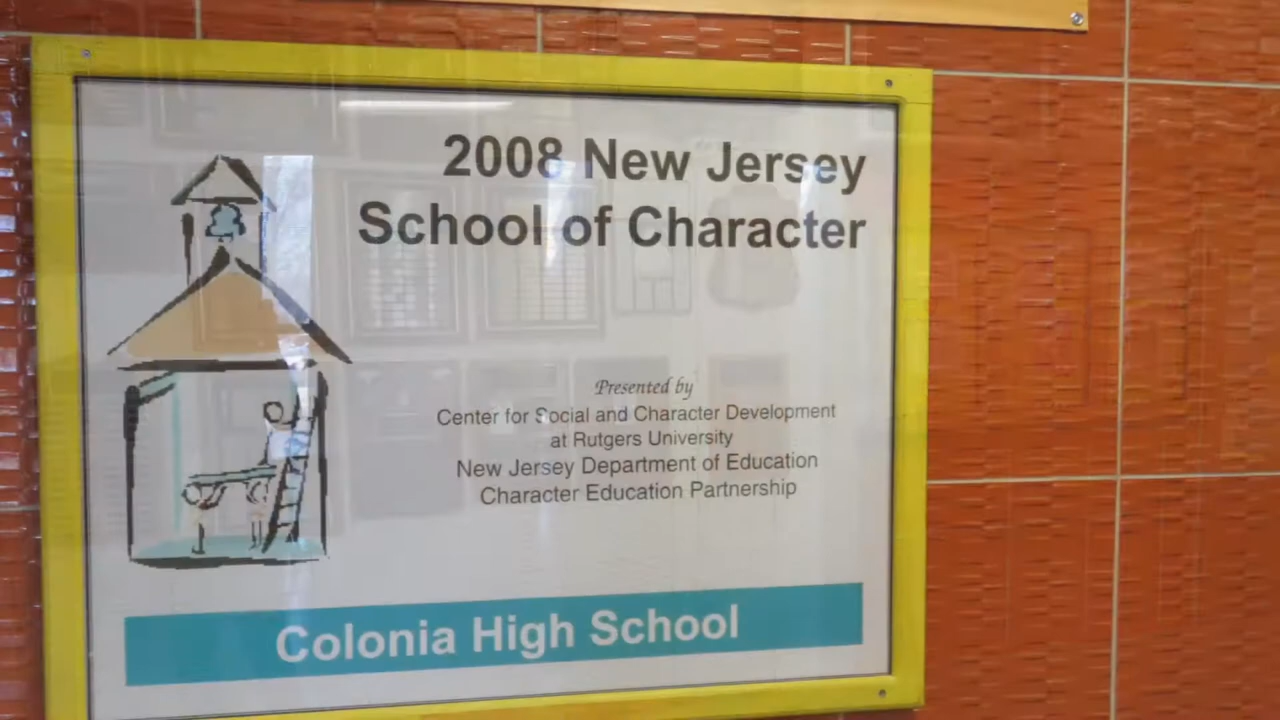 2008 New Jersey
School of Character
Presented by
Center for Social and Character Development
at Rutgers University
New Jersey Department of Education
Character Education Partnership
Colonia High School